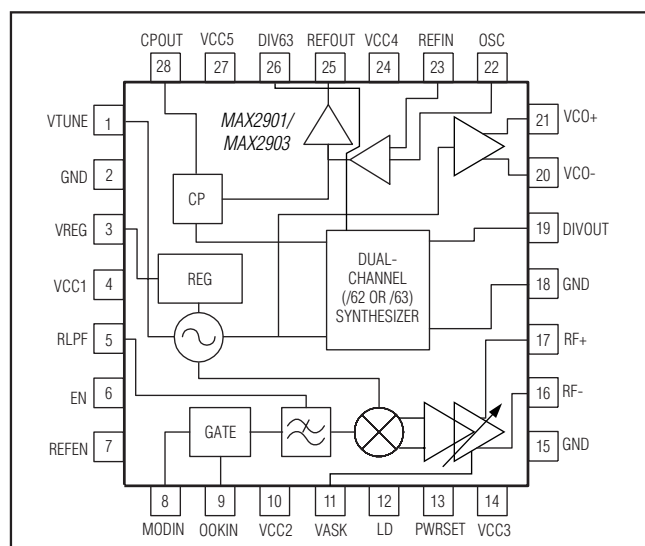 CPOUT VCC5 DIV63 REFOUT VCC4 REFIN OSC
28 27 26 25 24 23 22
VTUNE 1
GND 2
VREG 3
VCC1 4
RLPF 5
EN 6
REFEN 7
MAX2901/
MAX2903
CP
REG
DUAL-
CHANNEL
(/62 OR /63)
SYNTHESIZER
GATE
21 VCO+
20 VCO-
19 DIVOUT
18 GND
17 RF+
16 RF-
15 GND
8 9 10 11 12 13 14
MODIN OOKIN VCC2 VASK LD PWRSET VCC3